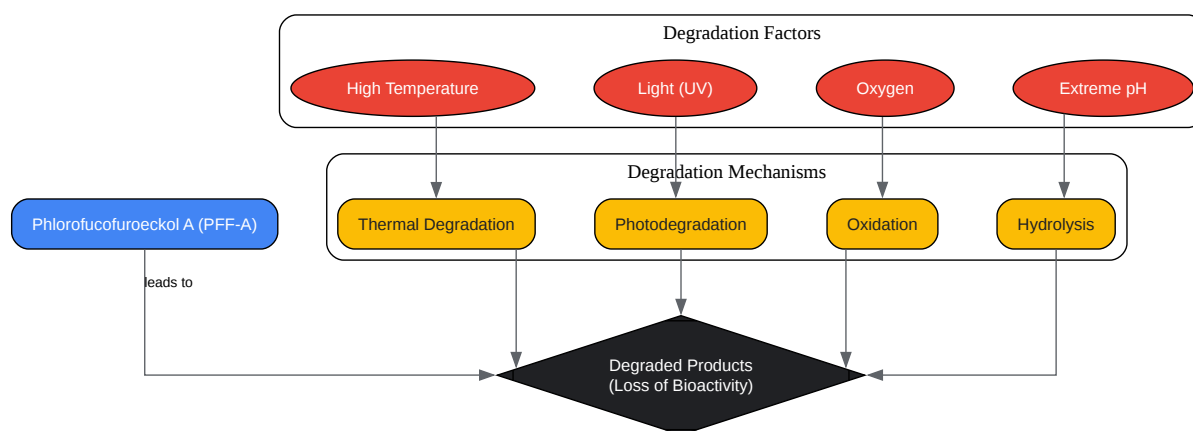 Degradation Factors
High Temperature
Light (UV)
Oxygen
Extreme pH
Degradation Mechanisms
Phlorofucofuroeckol A (PFF-A)
Thermal Degradation
Photodegradation
Oxidation
Hydrolysis
leads to
Degraded Products
(Loss of Bioactivity)